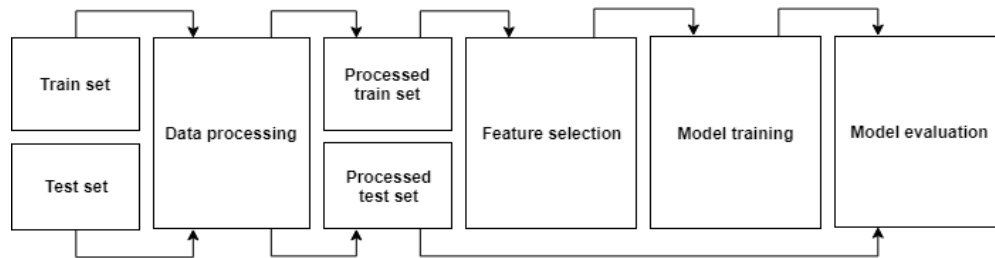 Train set
Test set
Data processing
Processed
train set
Processed
test set
Feature selection
Model training
Model evaluation